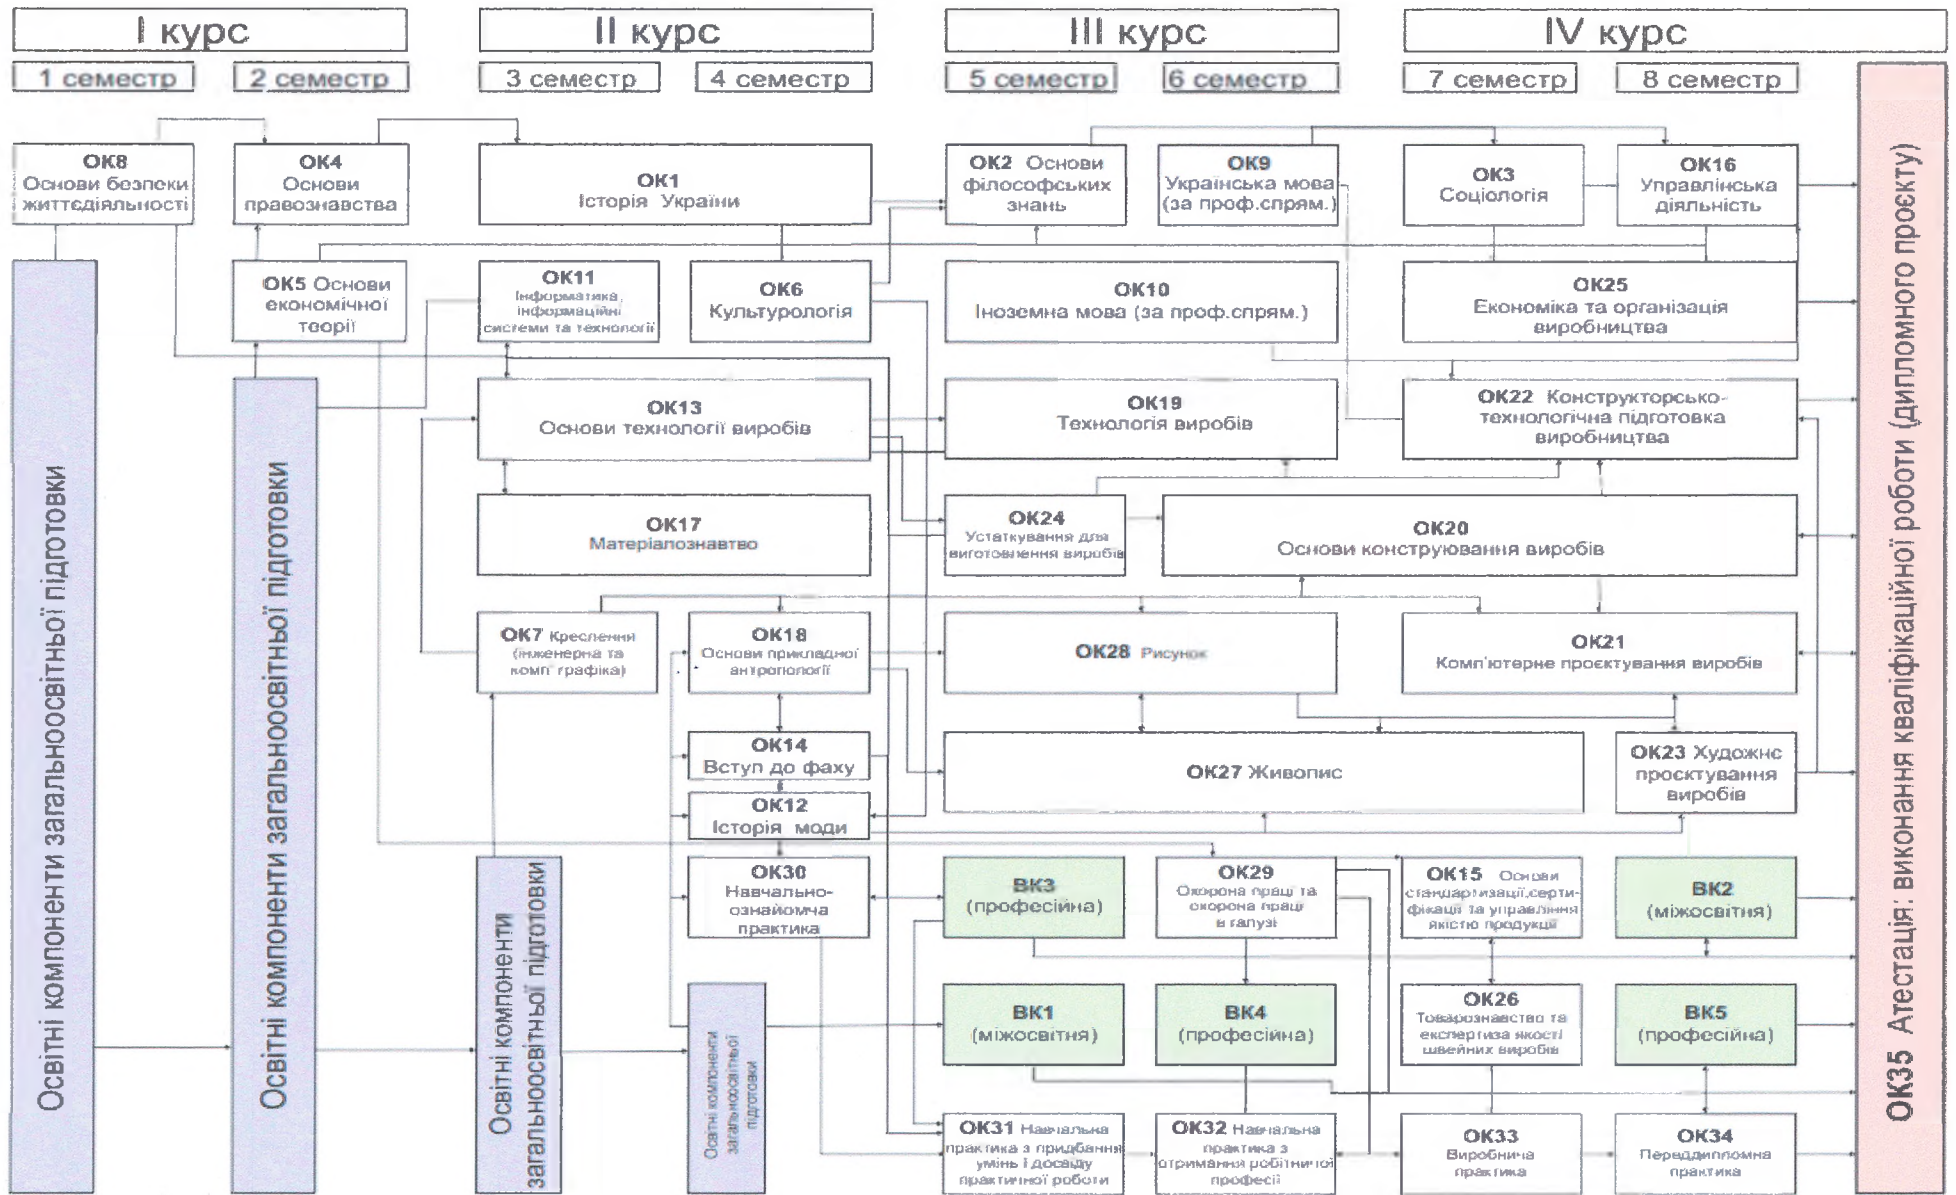 I курс
II курс
III курс
IV курс
1 семестр
2 семестр
3 семестр
4 семестр
5 семестр
6 семестр
7 семестр
8 семестр
ОК8
Основи безпеки
життєдіяльності
ОК4
Основи
правознавства
ОК1
Історія України
ОК2 Основи
філософських
знань
ОК9
Українська мова
(за проф.спрям.)
ОК3
Соціологія
ОК16
Управлінська
діяльність
ОК5 Основи
економічної
теорії
ОК11
Інформатика,
інформаційні
системи та технології
ОК6
Культурологія
ОК10
Іноземна мова (за проф.спрям.)
ОК25
Економіка та організація
виробництва
ОК13
Основи технології виробів
ОК19
Технологія виробів
ОК22 Конструкторсько-
технологічна підготовка
виробництва
ОК17
Матеріалознавтво
ОК24
Устаткування для
виготовлення виробів
ОК20
Основи конструювання виробів
ОК7 Креслення
(інженерна та
комп'графіка)
ОК18
Основи прикладної
антропології
ОК28 Рисунок
ОК21
Комп'ютерне проєктування виробів
ОК14
Вступ до фаху
ОК27 Живопис
ОК23 Художнє
проєктування
виробів
ОК12
Історія моди
ОК30
Навчально-
ознайомча
практика
ВК3
(професійна)
ОК29
Охорона праці та
охорона праці
в галузі
ОК15 Основи
стандартизації,серти-
фікації та управління
якістю продукції
ВК2
(міжосвітня)
ВК1
(міжосвітня)
ВК4
(професійна)
ОК26
Товарознавство та
експертиза якості
швейних виробів
ВК5
(професійна)
ОК31 Навчальна
практика з придбання
умінь і досвіду
практичної роботи
ОК32 Навчальна
практика з
отримання робітничої
професії
ОК33
Виробнича
практика
ОК34
Переддипломна
практика
Освітні компоненти загальноосвітньої підготовки
Освітні компоненти загальноосвітньої підготовки
Освітні компоненти
загальноосвітньої підготовки
Освітні компоненти
загальноосвітньої
підготовки
ОК35 Атестація: виконання кваліфікаційної роботи (дипломного проєкту)